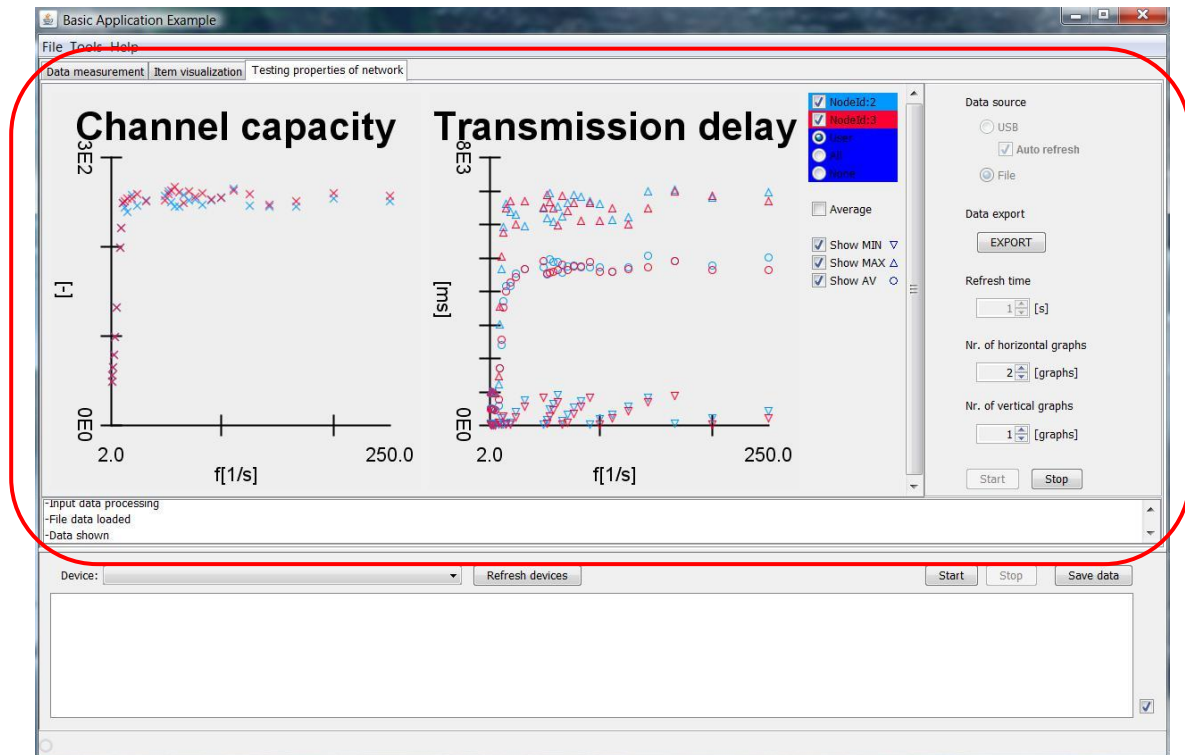 Basic Application Example
File Tools Help
Data measurement Item visualization Testing properties of network
Channel capacity
3E2
[-]
0E0
2.0 250.0
f[1/s]
Transmission delay
8E3
[ms]
0E0
2.0 250.0
f[1/s]
NodeId:2
NodeId:3
User
All
None
Average
Show MIN
Show MAX
Show AV
Data source
USB
Auto refresh
File
Data export
EXPORT
Refresh time
1 [s]
Nr. of horizontal graphs
2 [graphs]
Nr. of vertical graphs
1 [graphs]
Start Stop
-Input data processing
-File data loaded
-Data shown
Device: Refresh devices Start Stop Save data